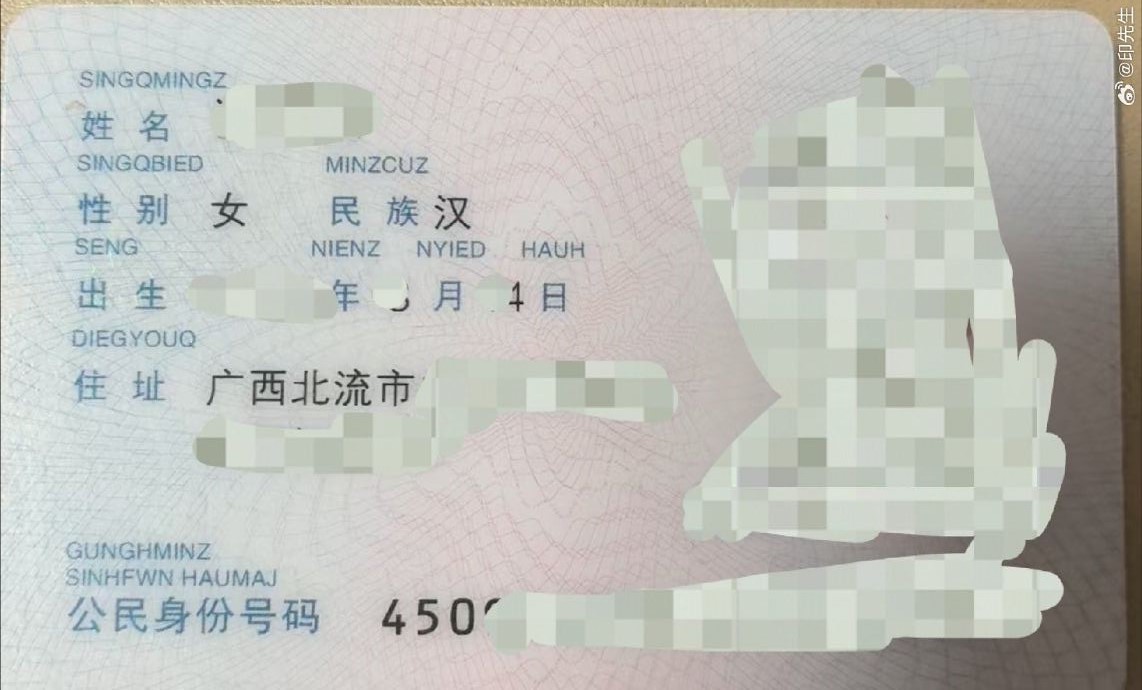 @印先生
SINGQMINGZ
姓 名
SINGQBIED MINZCUZ
性 别 女 民 族 汉
SENG NIENZ NYIED HAUH
出 生 年 月 4 日
DIEGYOUQ
住 址 广西北流市
GUNGHMINZ
SINHFWN HAUMAJ
公民身份号码 450